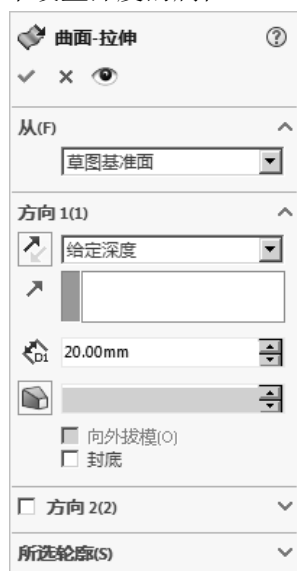 曲面-拉伸
从(F)
草图基准面
方向 1(1)
给定深度
D1
20.00mm
向外拔模(O)
封底
方向 2(2)
所选轮廓(S)